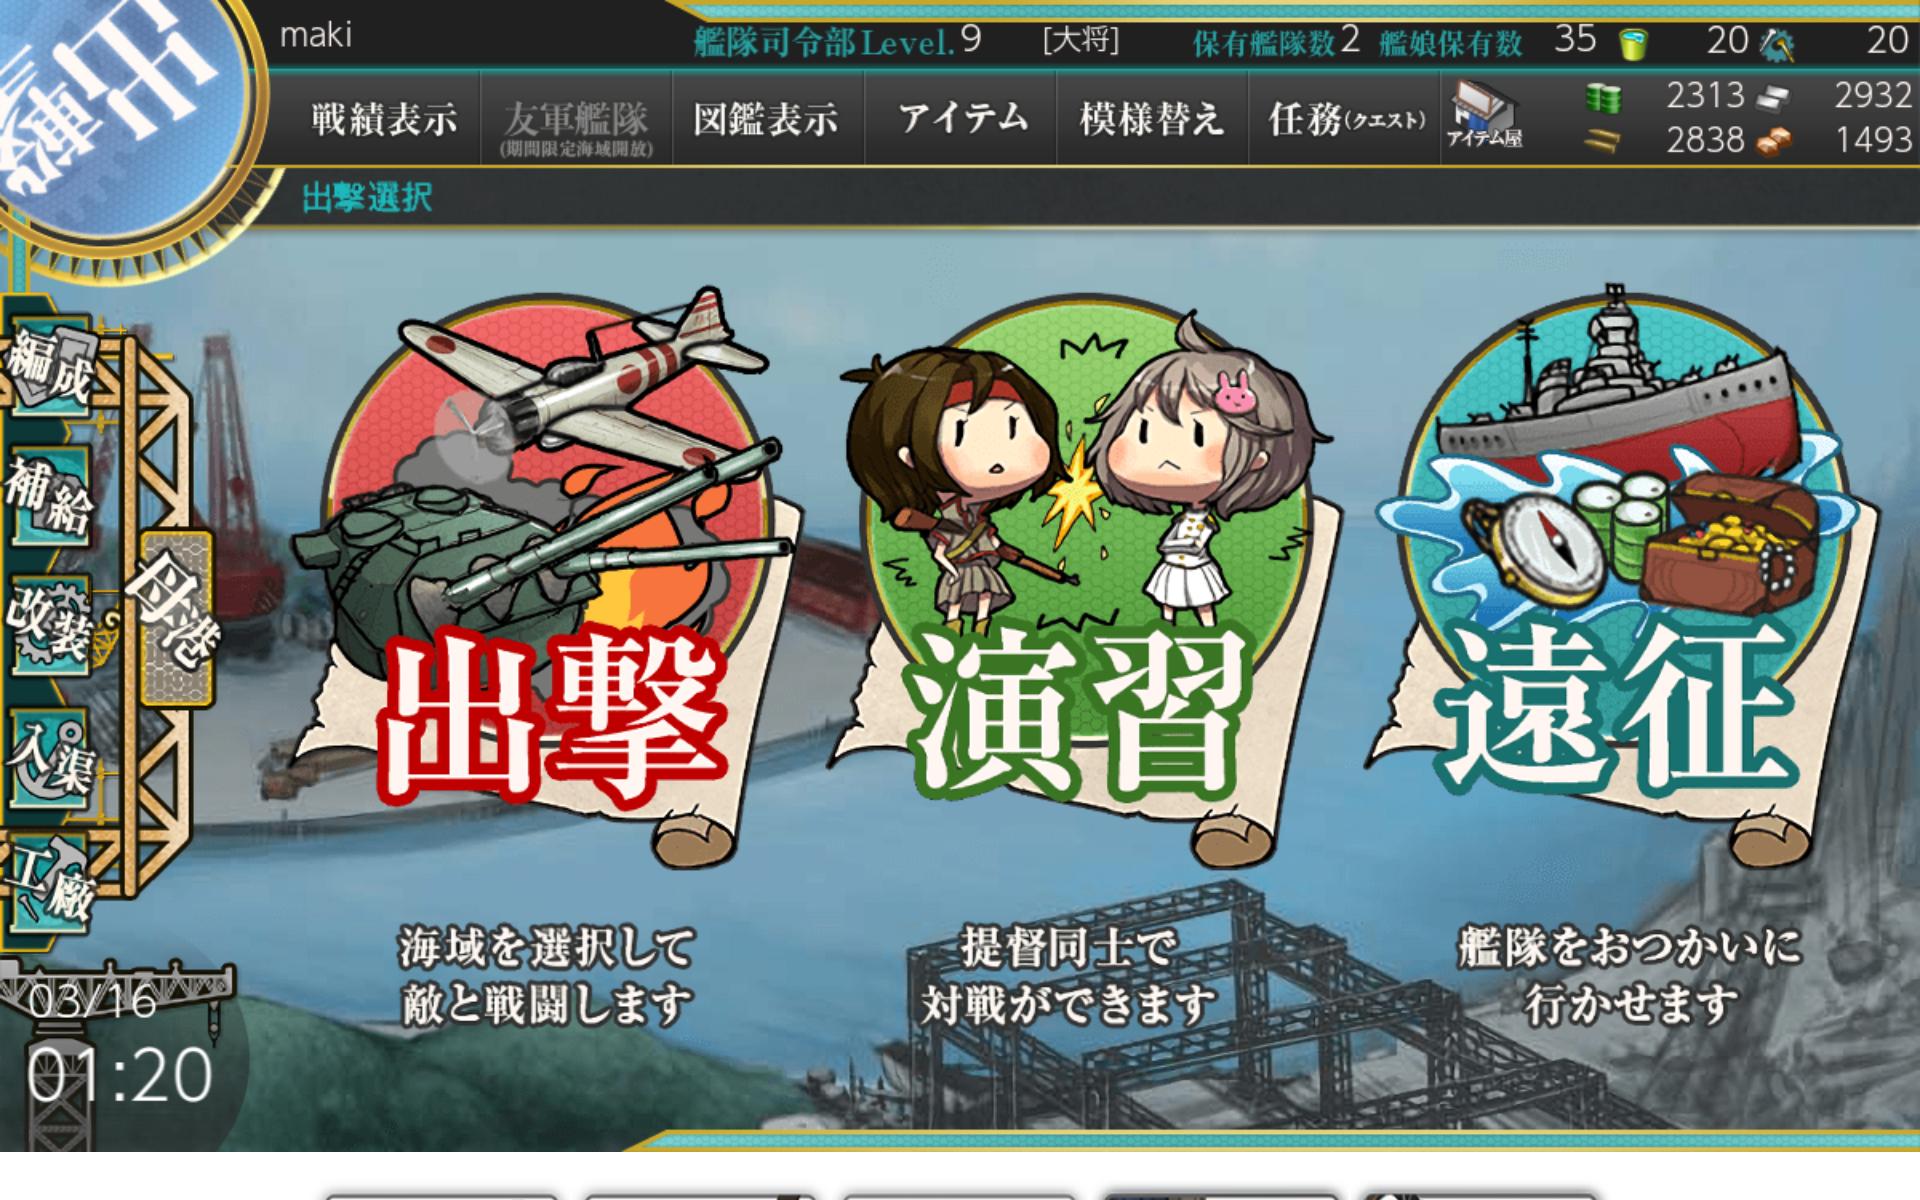 出撃
maki
艦隊司令部Level.9
[大将]
保有艦隊数2
艦娘保有数 35
20
20
戦績表示
友軍艦隊
(期間限定海域開放)
図鑑表示
アイテム
模様替え
任務(クエスト)
アイテム屋
2313
2932
2838
1493
出撃選択
編成
補給
改装
入渠
工廠
母港
出撃
演習
遠征
海域を選択して
敵と戦闘します
提督同士で
対戦ができます
艦隊をおつかいに
行かせます
03/16
01:20